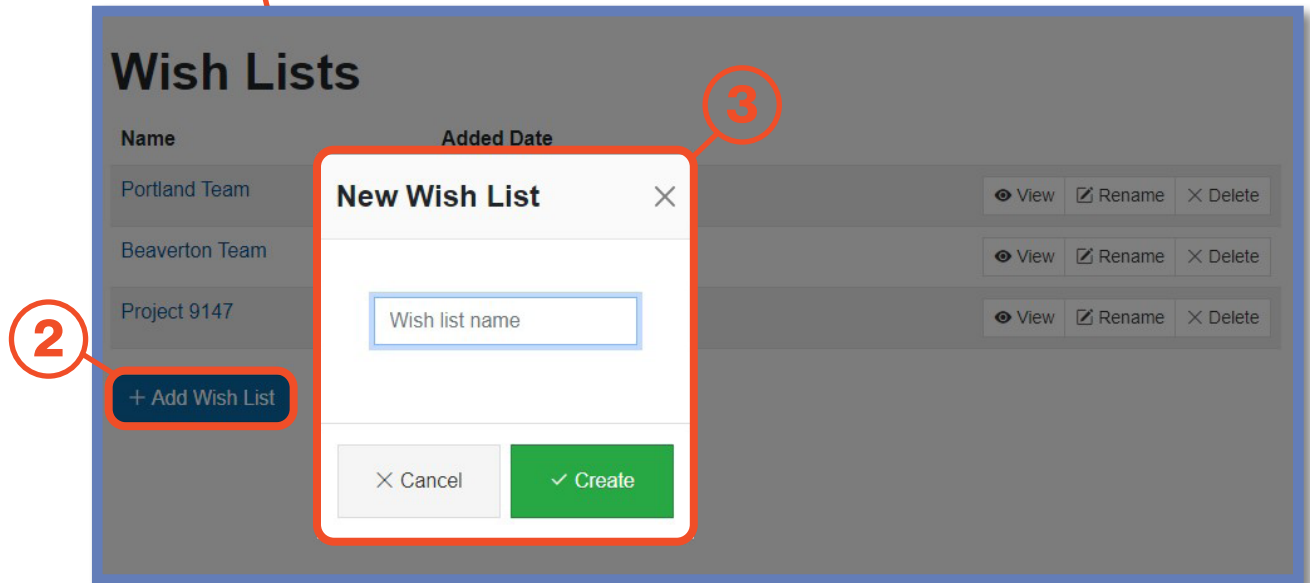 Wish Lists
3
Name Added Date
Portland Team
View Rename Delete
Beaverton Team
View Rename Delete
Project 9147
View Rename Delete
New Wish List
Wish list name
Cancel Create
2
+ Add Wish List